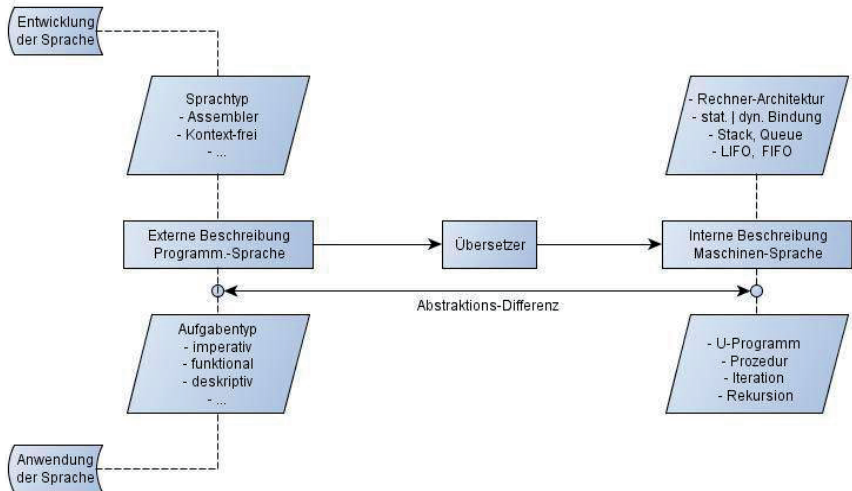 Entwicklung
der Sprache
Sprachtyp
- Assembler
- Kontext-frei
- ...
- Rechner-Architektur
- stat. | dyn. Bindung
- Stack, Queue
- LIFO, FIFO
Externe Beschreibung
Programm.-Sprache
Übersetzer
Interne Beschreibung
Maschinen-Sprache
Abstraktions-Differenz
Aufgabentyp
- imperativ
- funktional
- deskriptiv
- ...
- U-Programm
- Prozedur
- Iteration
- Rekursion
Anwendung
der Sprache